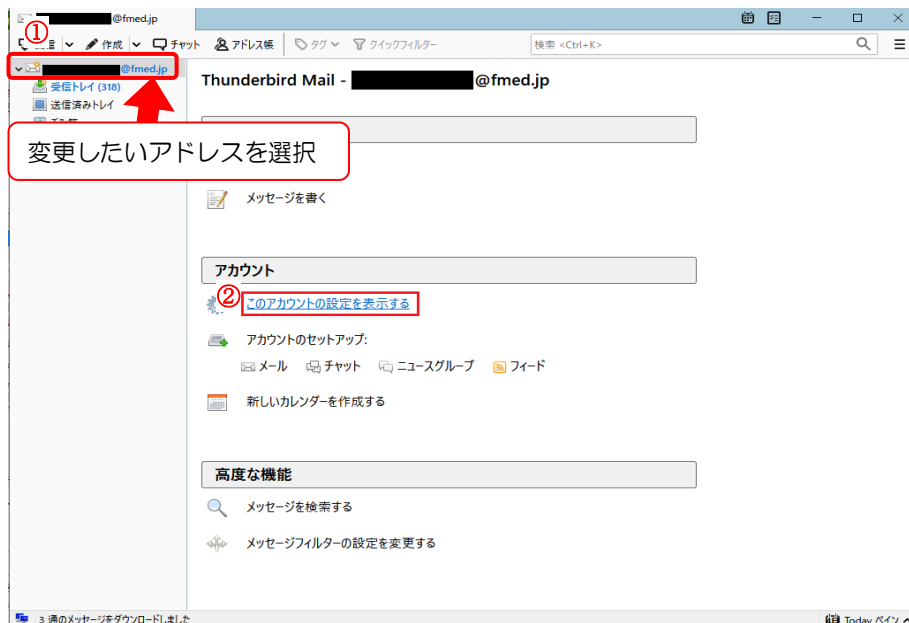 @fmed.jp
①
作成 チャット アドレス帳 タグ クイックフィルター 検索 <Ctrl+K>
@fmed.jp
受信トレイ (318)
送信済みトレイ
Thunderbird Mail - @fmed.jp
変更したいアドレスを選択
メッセージを書く
アカウント
②
このアカウントの設定を表示する
アカウントのセットアップ:
メール チャット ニュースグループ フィード
新しいカレンダーを作成する
高度な機能
メッセージを検索する
メッセージフィルターの設定を変更する
3 通のメッセージをダウンロードしました
Today ペイン